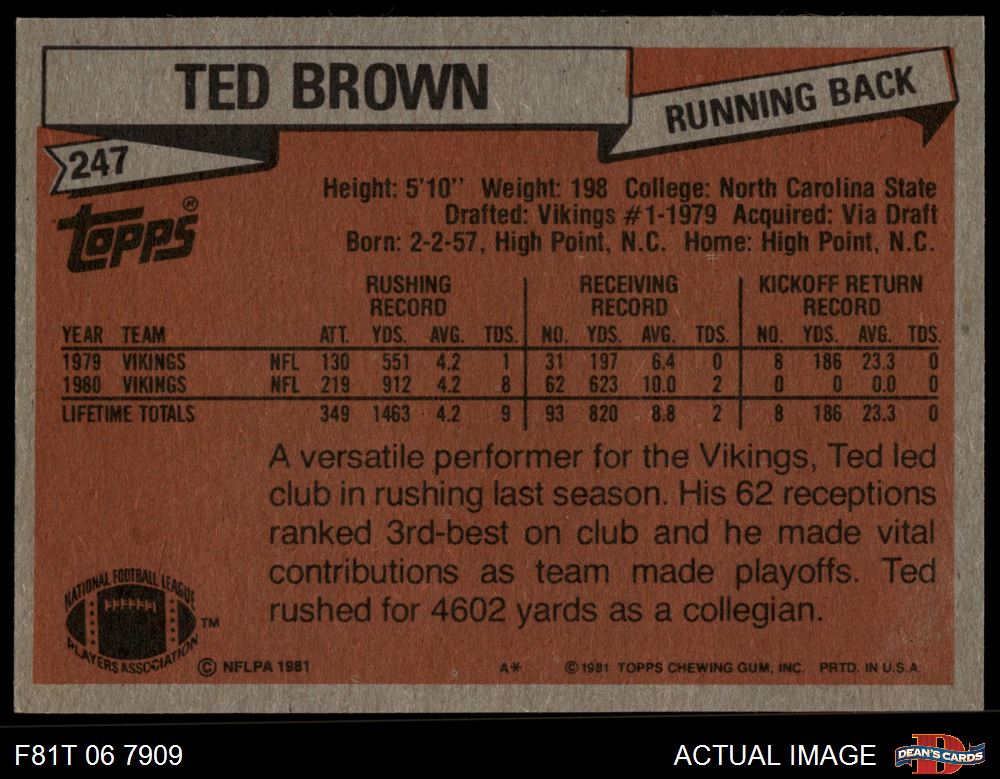 TED BROWN
RUNNING BACK
247
TOPPS®
Height: 5'10" Weight: 198 College: North Carolina State
Drafted: Vikings #1-1979 Acquired: Via Draft
Born: 2-2-57, High Point, N.C. Home: High Point, N.C.
RUSHING RECORD RECEIVING RECORD KICKOFF RETURN RECORD
YEAR TEAM ATT. YDS. AVG. TDS. NO. YDS. AVG. TDS. NO. YDS. AVG. TDS.
1979 VIKINGS NFL 130 551 4.2 1 31 197 6.4 0 8 186 23.3 0
1980 VIKINGS NFL 219 912 4.2 8 62 623 10.0 2 0 0 0.0 0
LIFETIME TOTALS 349 1463 4.2 9 93 820 8.8 2 8 186 23.3 0
A versatile performer for the Vikings, Ted led
club in rushing last season. His 62 receptions
ranked 3rd-best on club and he made vital
contributions as team made playoffs. Ted
rushed for 4602 yards as a collegian.
NATIONAL FOOTBALL LEAGUE
PLAYERS ASSOCIATION
TM
© NFLPA 1981 A* © 1981 TOPPS CHEWING GUM, INC. PRTD. IN U.S.A.
F81T 06 7909 ACTUAL IMAGE
D
DEAN'S CARDS